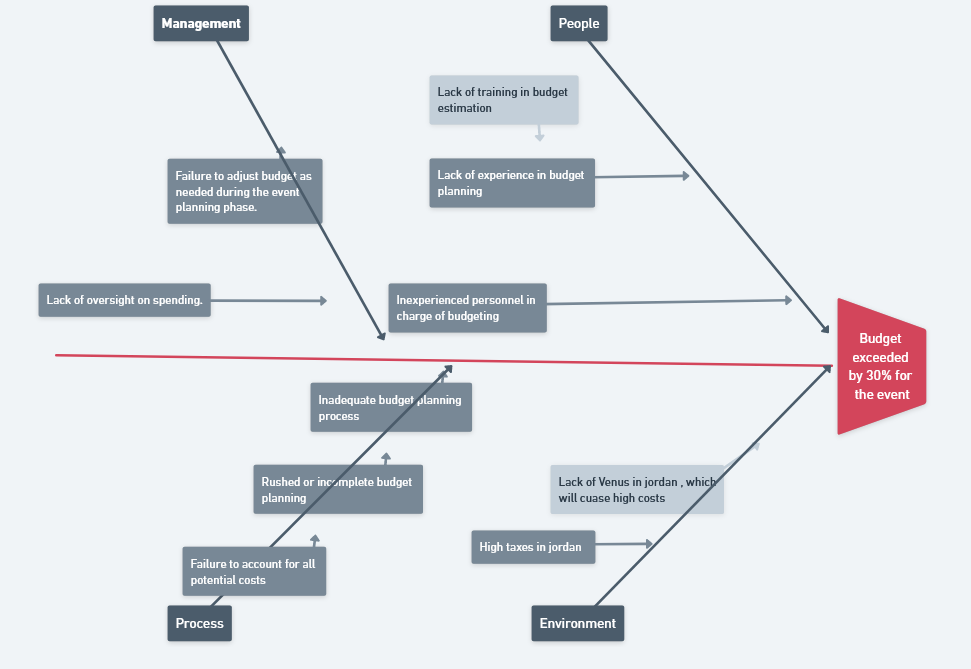 Management
People
Lack of training in budget
estimation
Failure to adjust budget as
needed during the event
planning phase.
Lack of experience in budget
planning
Lack of oversight on spending.
Inexperienced personnel in
charge of budgeting
Budget
exceeded
by 30% for
the event
Inadequate budget planning
process
Rushed or incomplete budget
planning
Lack of Venus in jordan , which
will cuase high costs
High taxes in jordan
Failure to account for all
potential costs
Process
Environment